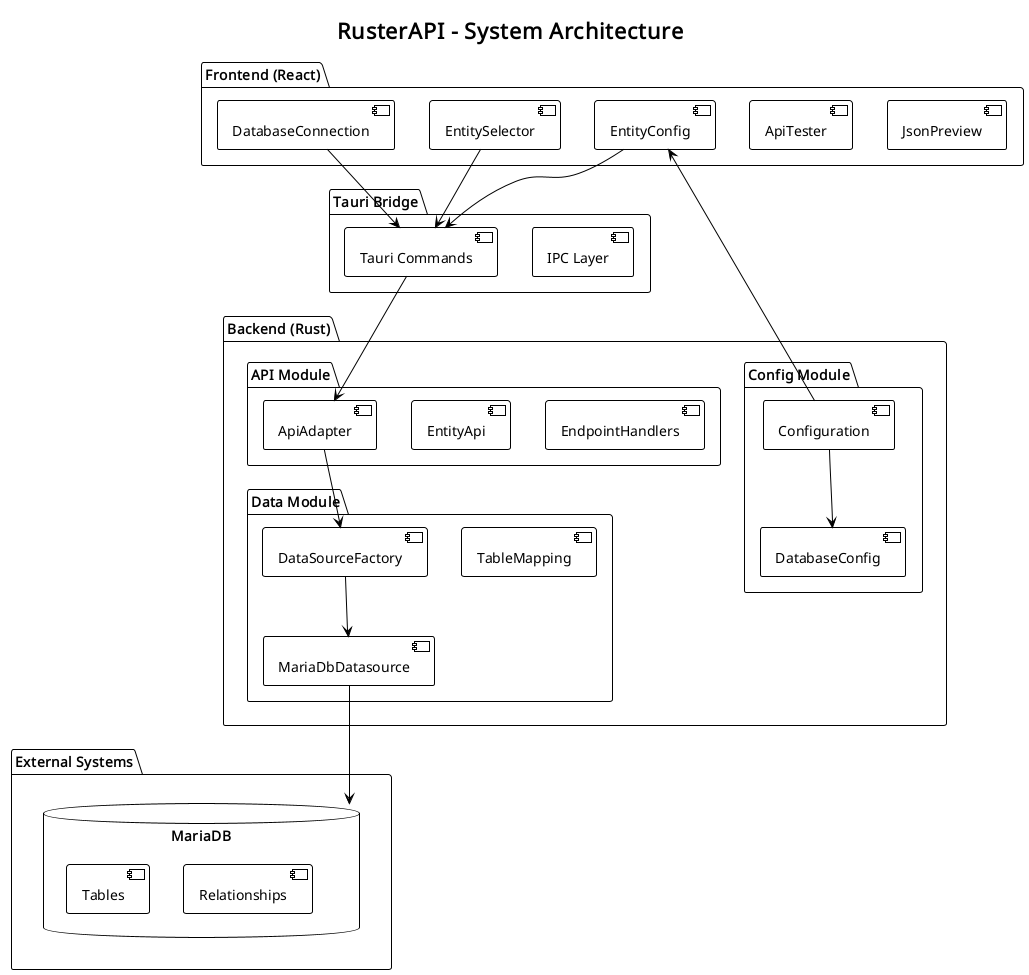 RusterAPI - System Architecture
Frontend (React)
DatabaseConnection
EntitySelector
EntityConfig
ApiTester
JsonPreview
Tauri Bridge
Tauri Commands
IPC Layer
Backend (Rust)
API Module
ApiAdapter
EntityApi
EndpointHandlers
Config Module
Configuration
Data Module
DataSourceFactory
TableMapping
DatabaseConfig
MariaDbDatasource
External Systems
MariaDB
Tables
Relationships